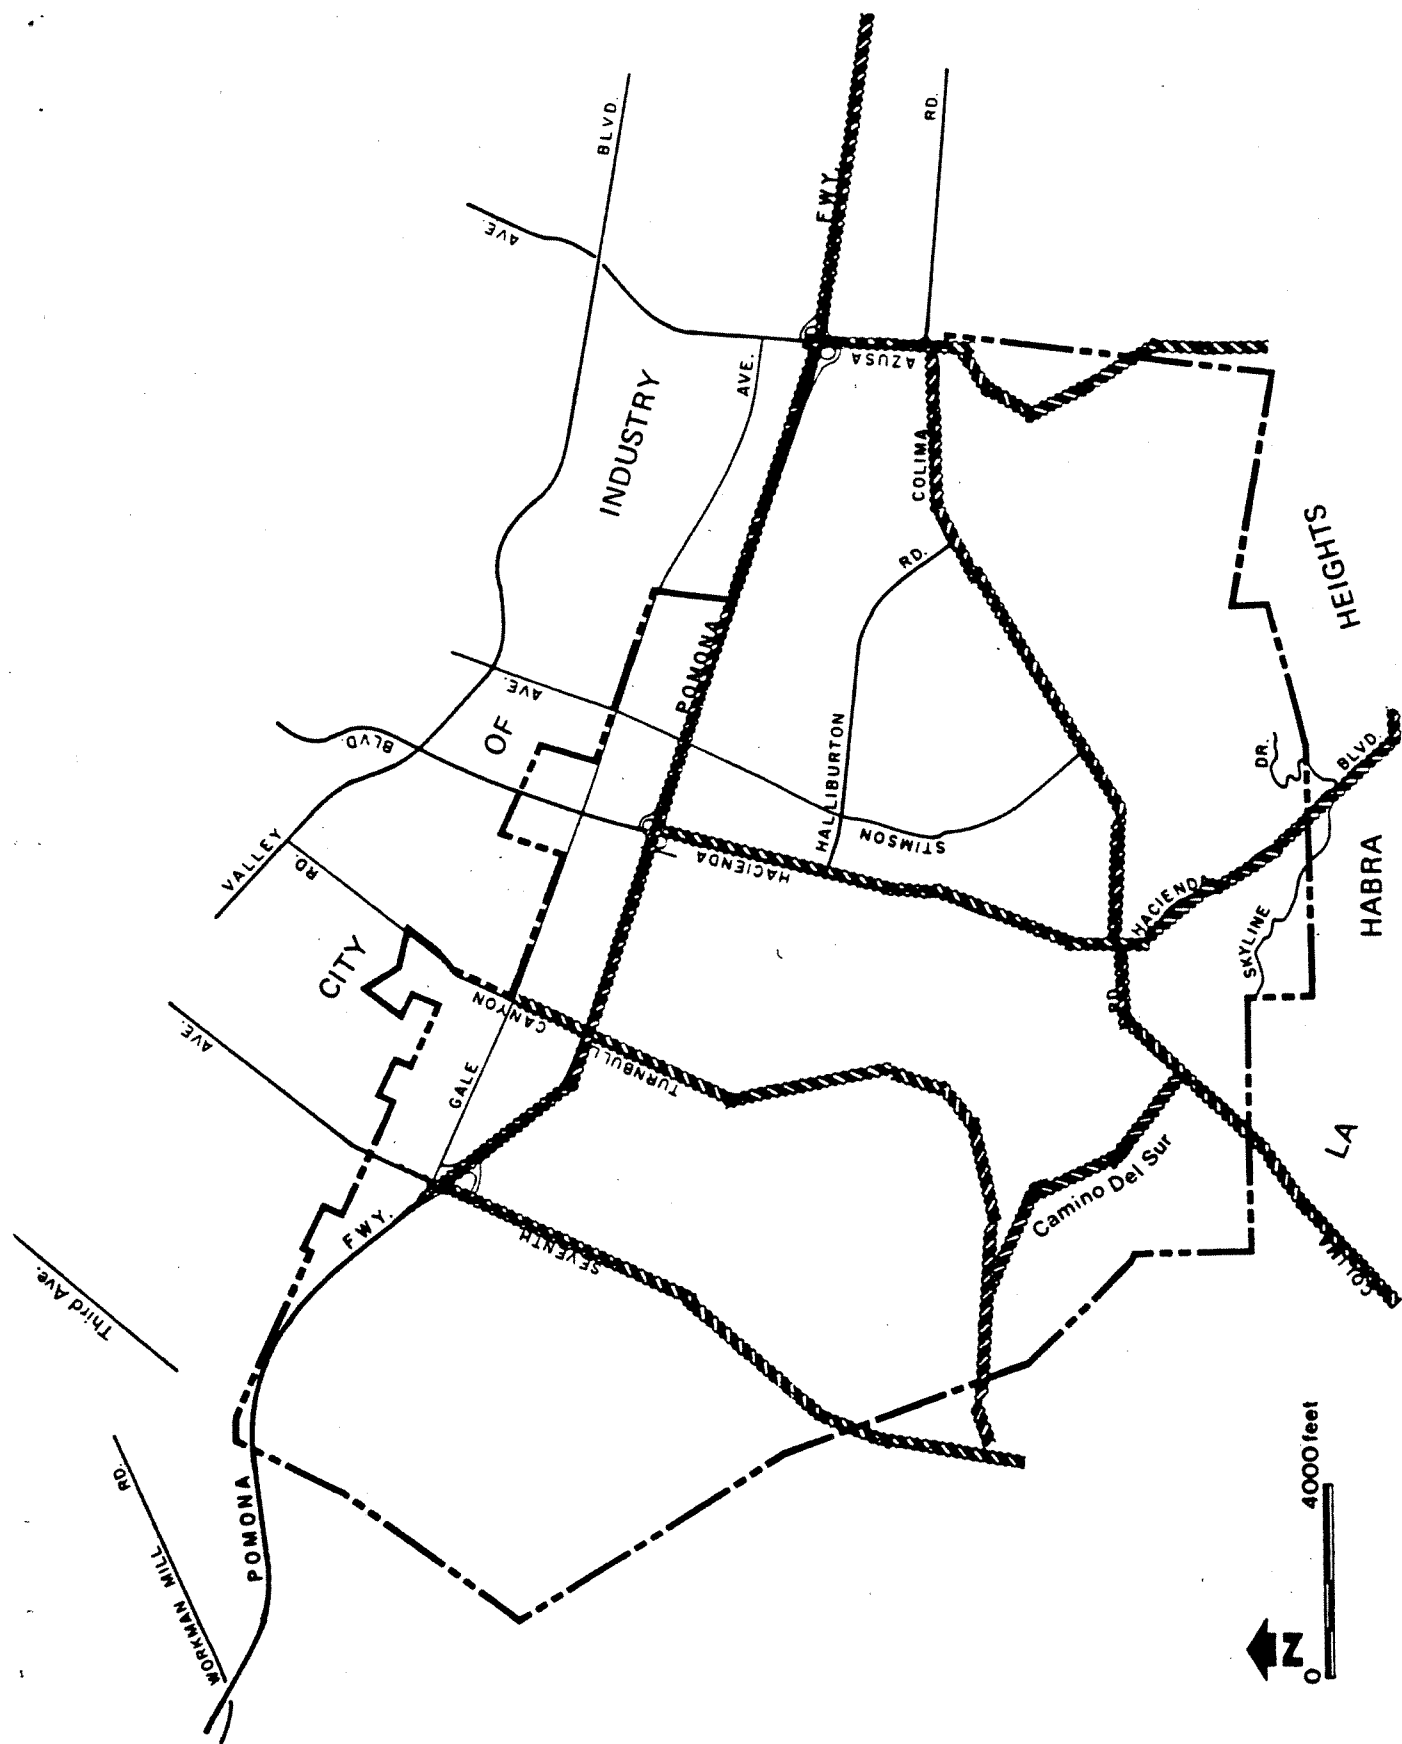 Third Ave.
WORKMAN MILL RD.
POMONA FWY.
SEVENTH AVE.
GALE AVE.
TURNBULL CANYON RD.
VALLEY BLVD.
CITY OF INDUSTRY
HACIENDA BLVD.
STIMSON AVE.
HALLIBURTON RD.
POMONA FWY.
AZUSA AVE.
COLIMA RD.
HACIENDA BLVD.
SKYLINE DR.
Camino Del Sur
COLIMA RD.
LA HABRA HEIGHTS
N
0 4000 feet